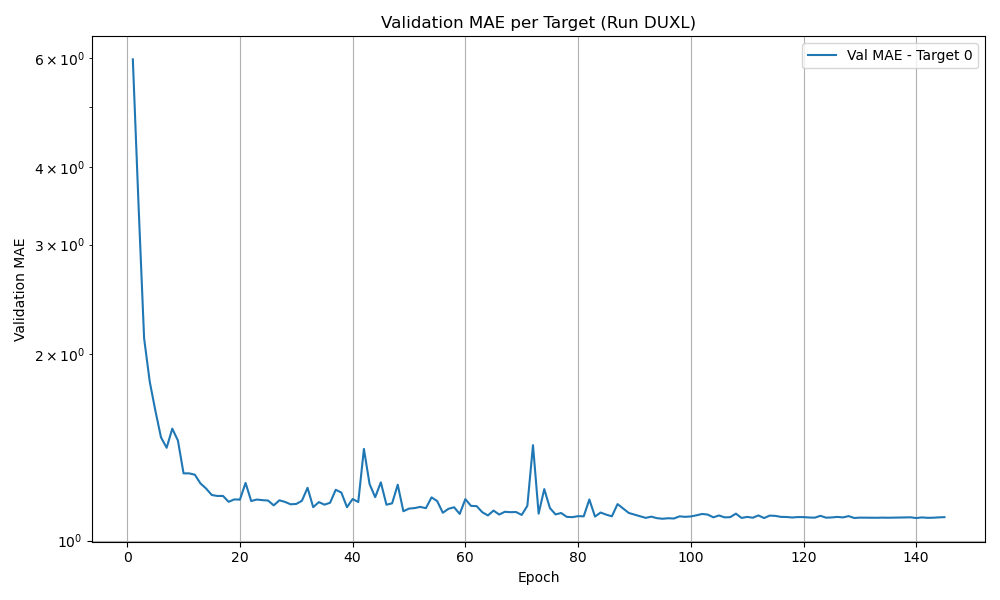 Validation MAE per Target (Run DUXL)
Val MAE - Target 0
6 × 10⁰
4 × 10⁰
3 × 10⁰
2 × 10⁰
10⁰
Validation MAE
0 20 40 60 80 100 120 140
Epoch